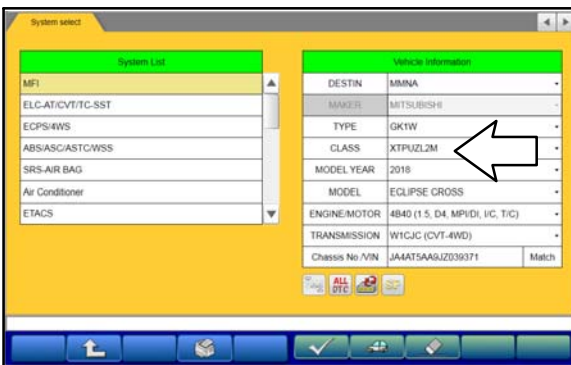 System select
System List
MFI
ELC-AT/CVT/TC-SST
ECPS/4WS
ABS/ASC/ASTC/WSS
SRS-AIR BAG
Air Conditioner
ETACS
Vehicle Information
DESTIN MMNA
MAKER MITSUBISHI
TYPE GK1W
CLASS XTPUZL2M
MODEL YEAR 2018
MODEL ECLIPSE CROSS
ENGINE/MOTOR 4B40 (1.5, D4, MPI/DI, I/C, T/C)
TRANSMISSION W1CJC (CVT-4WD)
Chassis No./VIN JA4AT5AA9JZ039371 Match
ALL
DTC